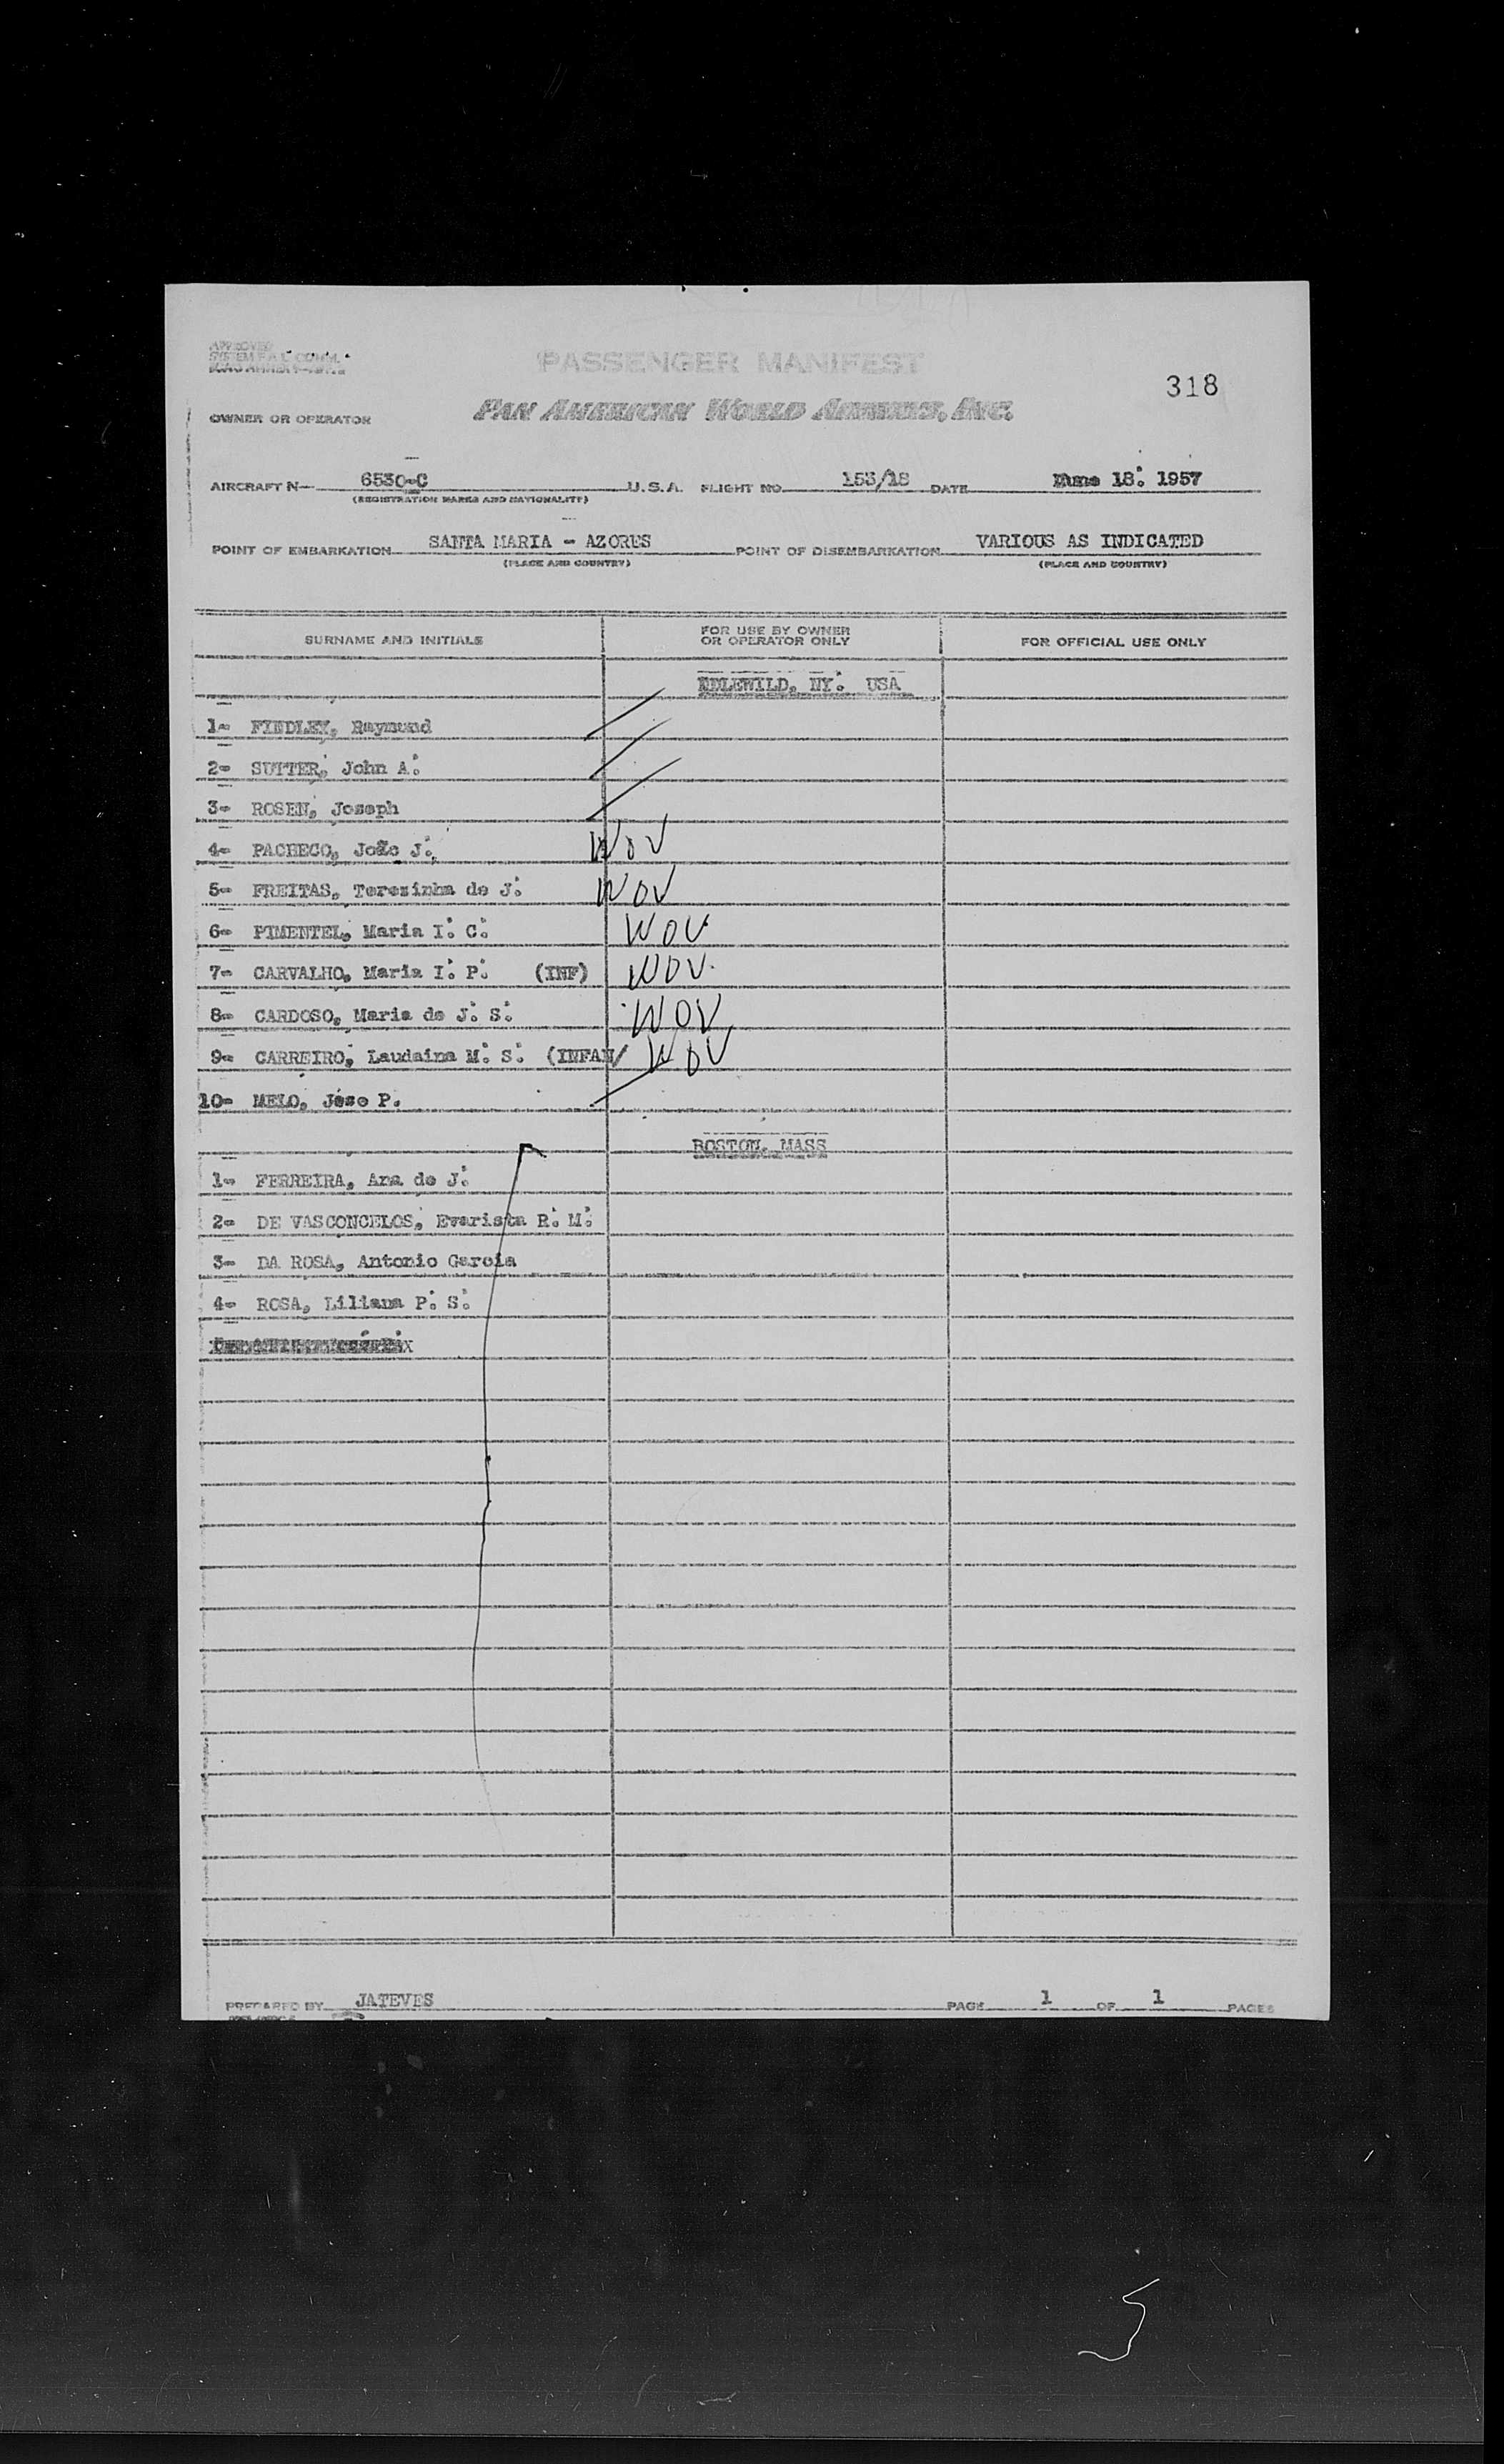 APPROVED
SYSTEM F.A.L. COMM.
PASSENGER MANIFEST
318
OWNER OR OPERATOR PAN AMERICAN WORLD AIRWAYS, INC.
AIRCRAFT N— 6530-C U.S.A. FLIGHT NO. 153/18 DATE June 18. 1957
(REGISTRATION MARKS AND NATIONALITY)
POINT OF EMBARKATION SANTA MARIA - AZORES POINT OF DISEMBARKATION VARIOUS AS INDICATED
(PLACE AND COUNTRY) (PLACE AND COUNTRY)
SURNAME AND INITIALS FOR USE BY OWNER OR OPERATOR ONLY FOR OFFICIAL USE ONLY
IDLEWILD, NY. USA
1- FINDLEY, Raymund
2- SUTTER, John A.
3- ROSEN, Joseph
4- PACHECO, João J. WOV
5- FREITAS, Teresinha de J. WOV
6- PIMENTEL, Maria I. C. WOV
7- CARVALHO, Maria I. P. (INF) WOV
8- CARDOSO, Maria de J. S. WOV
9- CARREIRO, Laudaina M. S. (INFAN/ WOV
10- MELO, Jose P.
BOSTON, MASS
1- FERREIRA, Ana de J.
2- DE VASCONCELOS, Evarista R. M.
3- DA ROSA, Antonio Garcia
4- ROSA, Liliana P. S.
PREPARED BY JATEVES PAGE 1 OF 1 PAGES